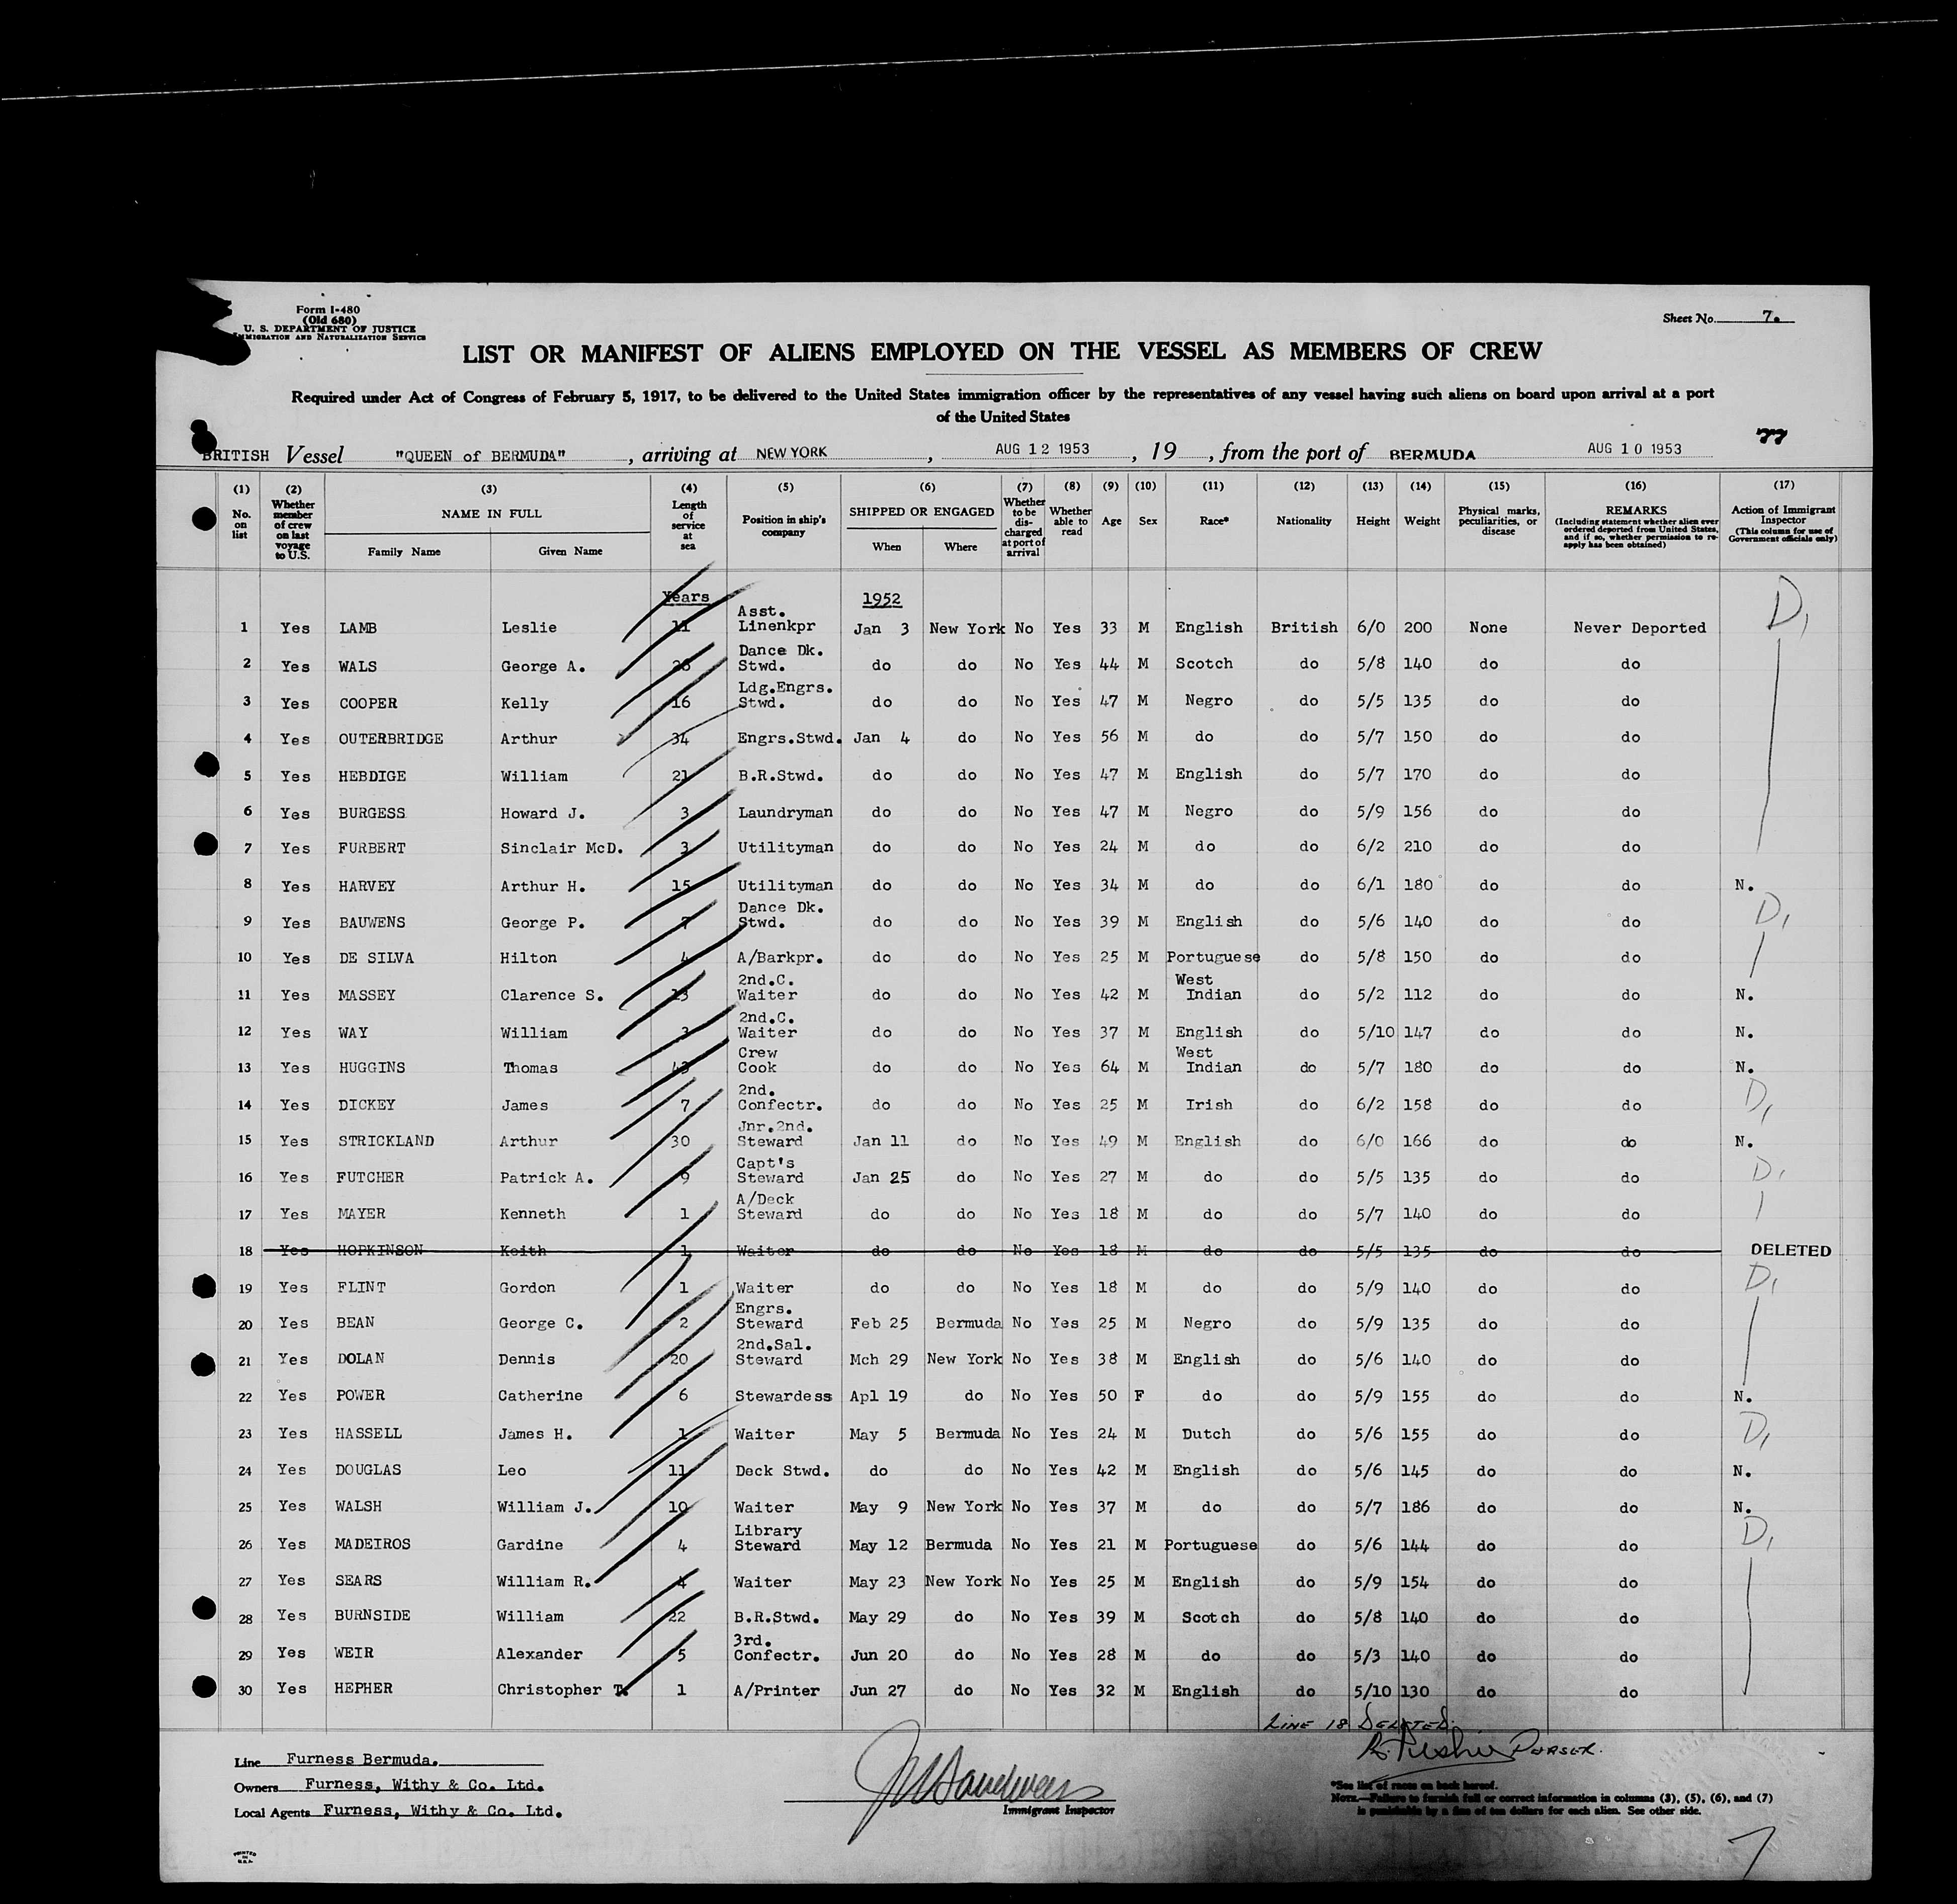 Form I-480
(Old 680)
U. S. DEPARTMENT OF JUSTICE
IMMIGRATION AND NATURALIZATION SERVICE
Sheet No. 7.
LIST OR MANIFEST OF ALIENS EMPLOYED ON THE VESSEL AS MEMBERS OF CREW
Required under Act of Congress of February 5, 1917, to be delivered to the United States immigration officer by the representatives of any vessel having such aliens on board upon arrival at a port
of the United States
77
BRITISH Vessel "QUEEN of BERMUDA", arriving at NEW YORK, AUG 12 1953, 19 , from the port of BERMUDA AUG 10 1953
(1) No. on list
(2) Whether member of crew on last voyage to U.S.
(3) NAME IN FULL Family Name Given Name
(4) Length of service at sea
(5) Position in ship's company
(6) SHIPPED OR ENGAGED When Where
(7) Whether to be discharged at port of arrival
(8) Whether able to read
(9) Age
(10) Sex
(11) Race*
(12) Nationality
(13) Height
(14) Weight
(15) Physical marks, peculiarities, or disease
(16) REMARKS (Including statement whether alien ever ordered deported from United States, and if so, whether permission to re-apply has been obtained)
(17) Action of Immigrant Inspector (This column for use of Government officials only)
Years 1952
1 Yes LAMB Leslie 11 Asst. Linenkpr Jan 3 New York No Yes 33 M English British 6/0 200 None Never Deported D,
2 Yes WALS George A. Dance Dk. Stwd. do do No Yes 44 M Scotch do 5/8 140 do do
3 Yes COOPER Kelly 16 Ldg.Engrs. Stwd. do do No Yes 47 M Negro do 5/5 135 do do
4 Yes OUTERBRIDGE Arthur 34 Engrs.Stwd. Jan 4 do No Yes 56 M do do 5/7 150 do do
5 Yes HEBDIGE William 21 B.R.Stwd. do do No Yes 47 M English do 5/7 170 do do
6 Yes BURGESS Howard J. 3 Laundryman do do No Yes 47 M Negro do 5/9 156 do do
7 Yes FURBERT Sinclair McD. 3 Utilityman do do No Yes 24 M do do 6/2 210 do do
8 Yes HARVEY Arthur H. 15 Utilityman do do No Yes 34 M do do 6/1 180 do do N.
9 Yes BAUWENS George P. 7 Dance Dk. Stwd. do do No Yes 39 M English do 5/6 140 do do D,
10 Yes DE SILVA Hilton 4 A/Barkpr. do do No Yes 25 M Portuguese do 5/8 150 do do
11 Yes MASSEY Clarence S. 13 2nd.C. Waiter do do No Yes 42 M West Indian do 5/2 112 do do N.
12 Yes WAY William 3 2nd.C. Waiter do do No Yes 37 M English do 5/10 147 do do N.
13 Yes HUGGINS Thomas 43 Crew Cook do do No Yes 64 M West Indian do 5/7 180 do do N.
14 Yes DICKEY James 7 2nd. Confectr. do do No Yes 25 M Irish do 6/2 158 do do D,
15 Yes STRICKLAND Arthur 30 Jnr.2nd. Steward Jan 11 do No Yes 49 M English do 6/0 166 do do N.
16 Yes FUTCHER Patrick A. 9 Capt's Steward Jan 25 do No Yes 27 M do do 5/5 135 do do D,
17 Yes MAYER Kenneth 1 A/Deck Steward do do No Yes 18 M do do 5/7 140 do do
18 Yes HOPKINSON Keith 1 Waiter do do No Yes 18 M do do 5/5 135 do do DELETED
19 Yes FLINT Gordon 1 Waiter do do No Yes 18 M do do 5/9 140 do do D,
20 Yes BEAN George C. 2 Engrs. Steward Feb 25 Bermuda No Yes 25 M Negro do 5/9 135 do do
21 Yes DOLAN Dennis 20 2nd.Sal. Steward Mch 29 New York No Yes 38 M English do 5/6 140 do do
22 Yes POWER Catherine 6 Stewardess Apl 19 do No Yes 50 F do do 5/9 155 do do N.
23 Yes HASSELL James H. 1 Waiter May 5 Bermuda No Yes 24 M Dutch do 5/6 155 do do D,
24 Yes DOUGLAS Leo 11 Deck Stwd. do do No Yes 42 M English do 5/6 145 do do N.
25 Yes WALSH William J. 10 Waiter May 9 New York No Yes 37 M do do 5/7 186 do do N.
26 Yes MADEIROS Gardine 4 Library Steward May 12 Bermuda No Yes 21 M Portuguese do 5/6 144 do do D,
27 Yes SEARS William R. 4 Waiter May 23 New York No Yes 25 M English do 5/9 154 do do
28 Yes BURNSIDE William 22 B.R.Stwd. May 29 do No Yes 39 M Scotch do 5/8 140 do do
29 Yes WEIR Alexander 5 3rd. Confectr. Jun 20 do No Yes 28 M do do 5/3 140 do do
30 Yes HEPHER Christopher T. 1 A/Printer Jun 27 do No Yes 32 M English do 5/10 130 do do
LINE 18 DELETED.
PURSER.
Line Furness Bermuda.
Owners Furness, Withy & Co. Ltd.
Local Agents Furness, Withy & Co. Ltd.
Immigrant Inspector
*See list of races on back hereof.
NOTE.—Failure to furnish full or correct information in columns (3), (5), (6), and (7)
is punishable by a fine of ten dollars for each alien. See other side.
PRINTED IN U.S.A.
7